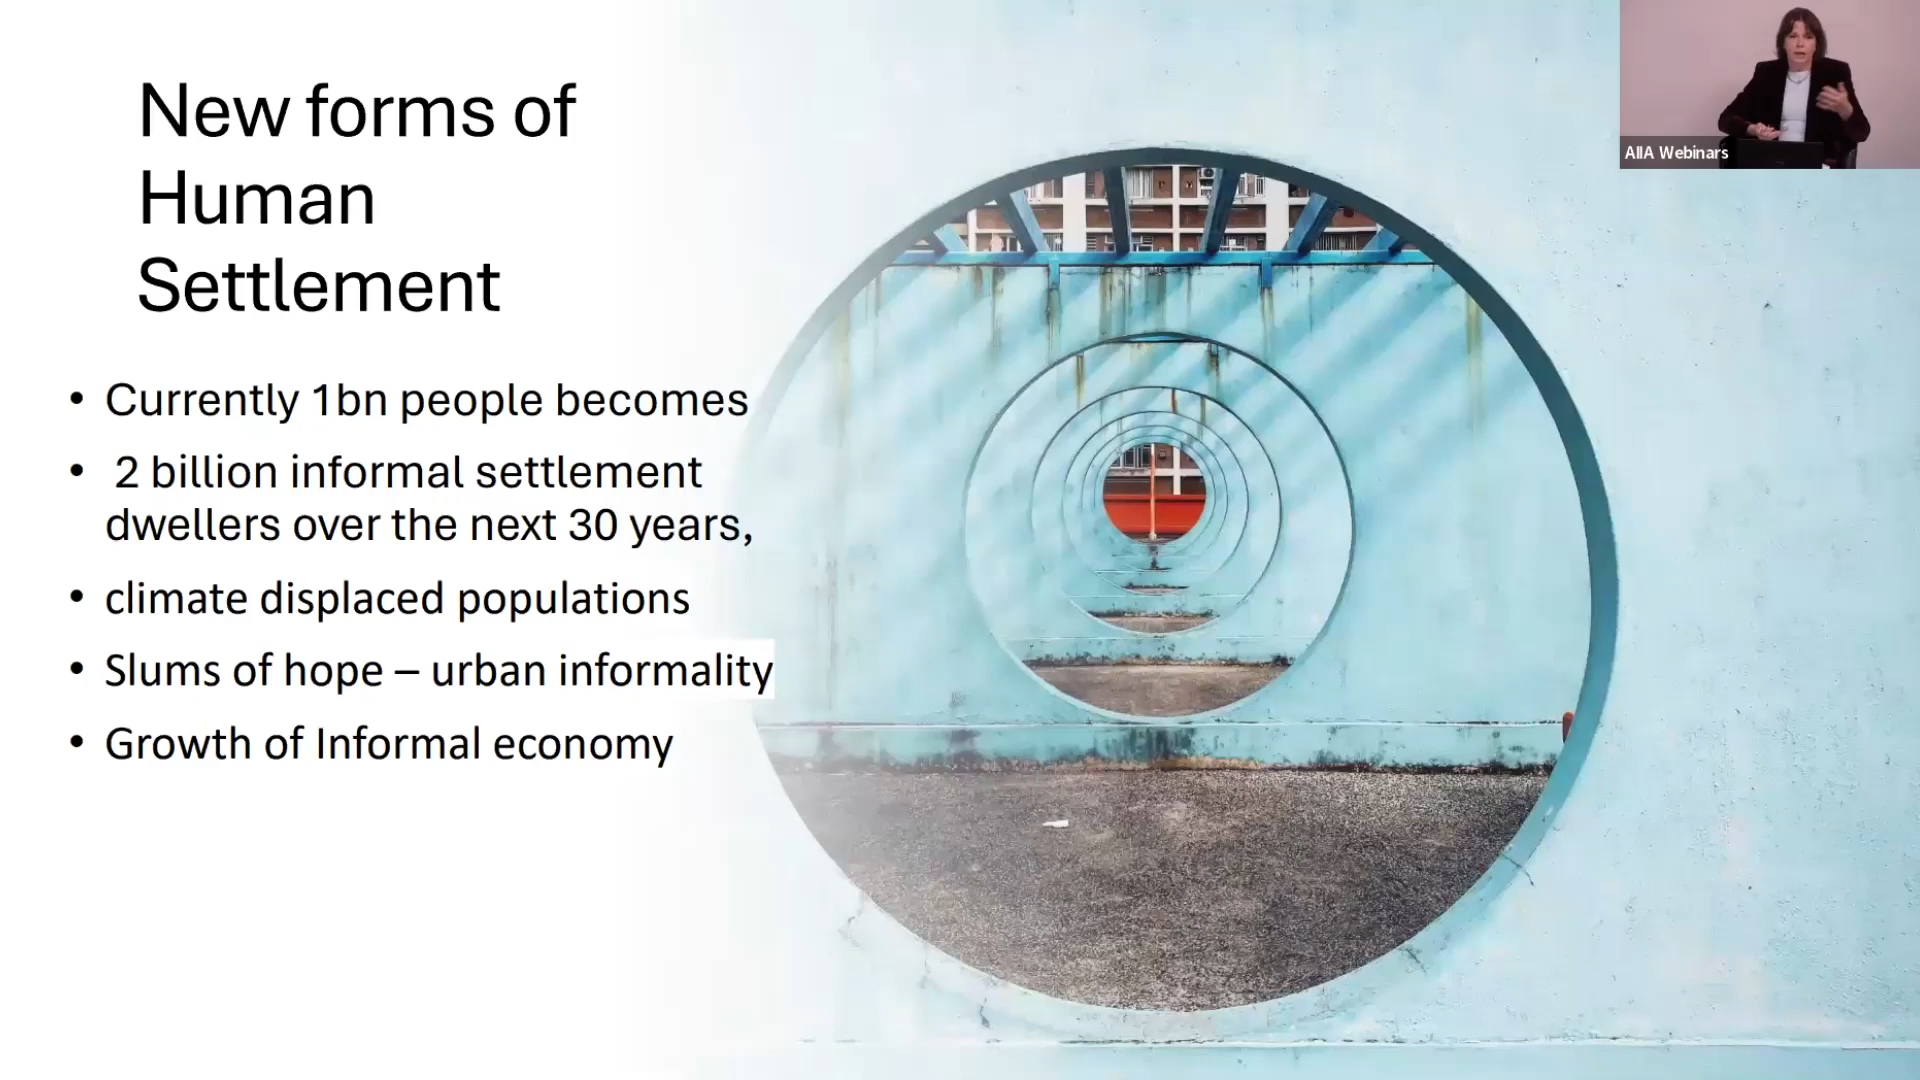 New forms of
Human
Settlement
• Currently 1bn people becomes
• 2 billion informal settlement
dwellers over the next 30 years,
• climate displaced populations
• Slums of hope – urban informality
• Growth of Informal economy
AIIA Webinars